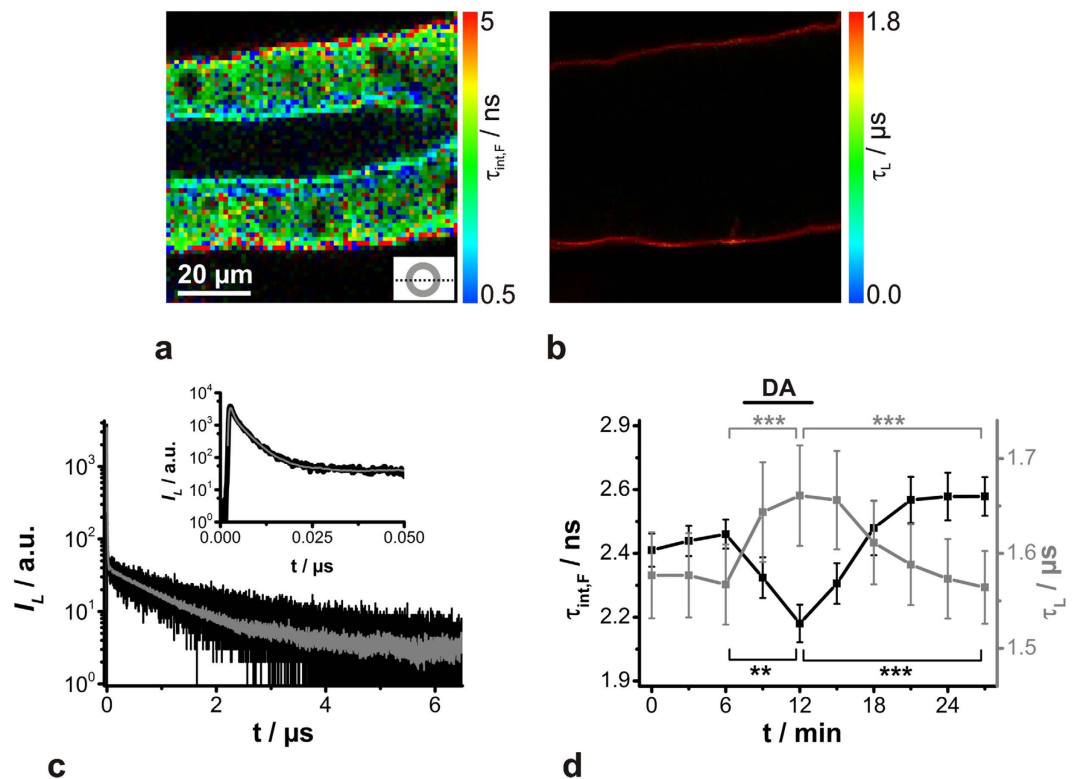 5
τint,F / ns
0.5
20 µm
a
1.8
τL / µs
0.0
b
IL / a.u.
10³
10²
10¹
10⁰
0 2 4 6
t / µs
IL / a.u.
10⁴
10³
10²
10¹
10⁰
0.000 0.025 0.050
t / µs
c
DA
*** ***
τint,F / ns
2.9
2.6
2.4
2.2
1.9
1.7
1.6
1.5
τL / µs
** ***
0 6 12 18 24
t / min
d